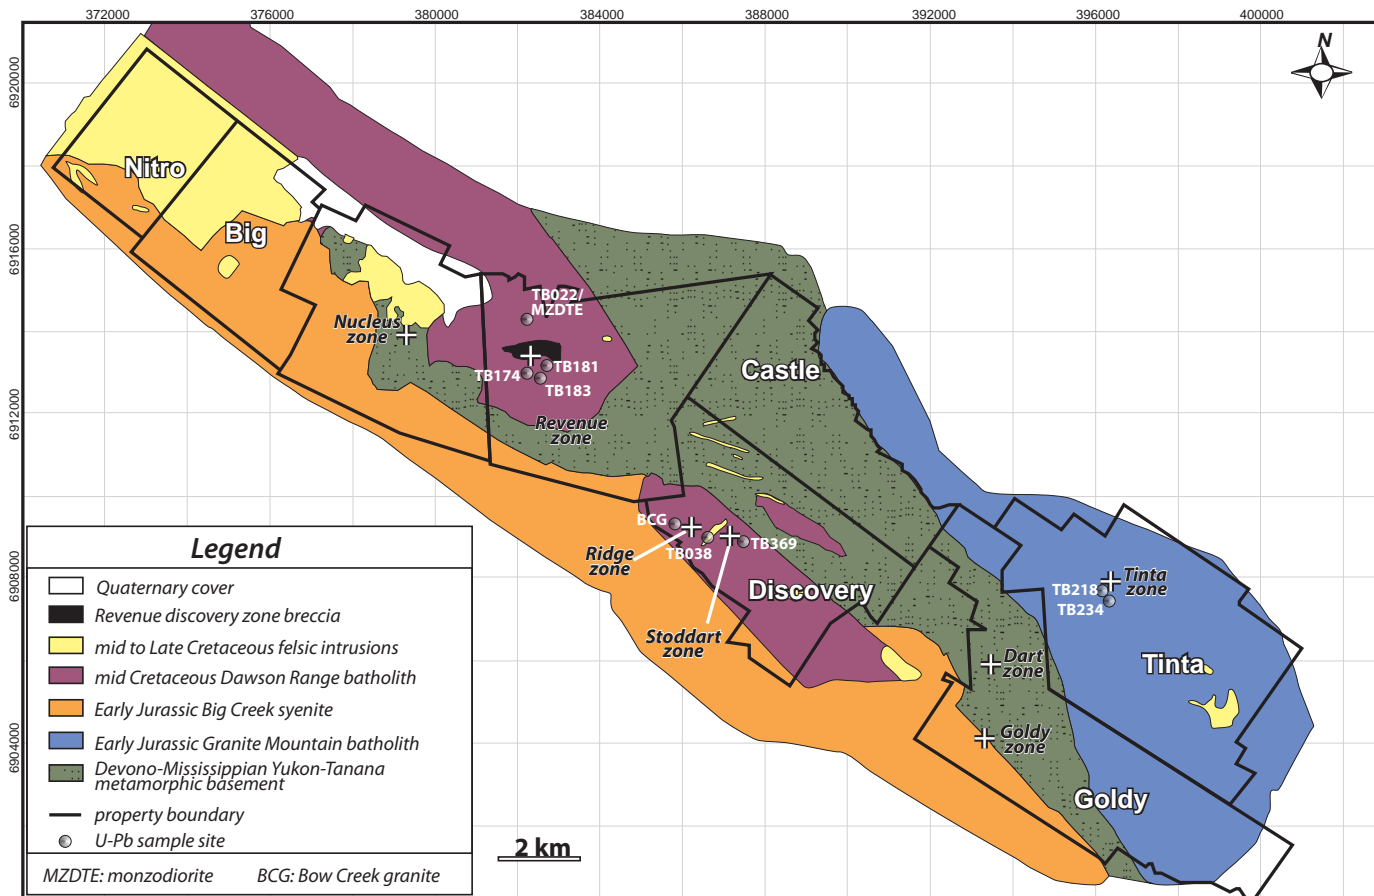 372000 376000 380000 384000 388000 392000 396000 400000
N
6920000
6916000
6912000
6908000
6904000
Nitro
Big
TB022/
MZDTE
Nucleus
zone
TB181
TB174
TB183
Castle
Revenue
zone
BCG
TB038
TB369
Ridge
zone
Discovery
Stoddart
zone
Tinta
zone
TB218
TB234
Dart
zone
Tinta
Goldy
zone
Goldy
2 km
Legend
Quaternary cover
Revenue discovery zone breccia
mid to Late Cretaceous felsic intrusions
mid Cretaceous Dawson Range batholith
Early Jurassic Big Creek syenite
Early Jurassic Granite Mountain batholith
Devono-Mississippian Yukon-Tanana
metamorphic basement
property boundary
U-Pb sample site
MZDTE: monzodiorite BCG: Bow Creek granite